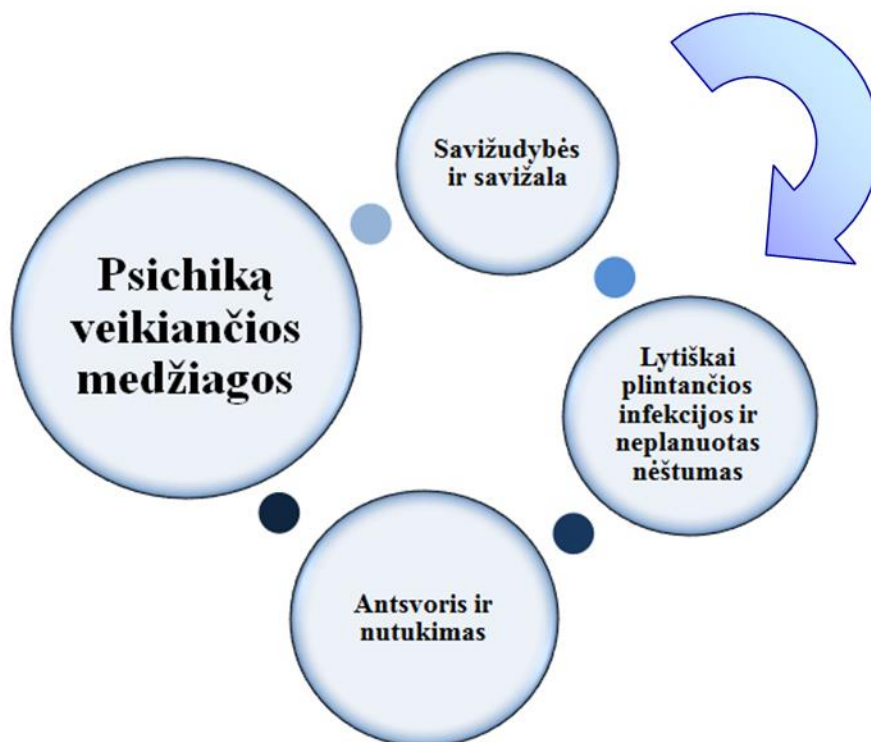 Psichiką
veikiančios
medžiagos
Savižudybės
ir savižala
Lytiškai
plintančios
infekcijos ir
neplanuotas
nėštumas
Antsvoris ir
nutukimas